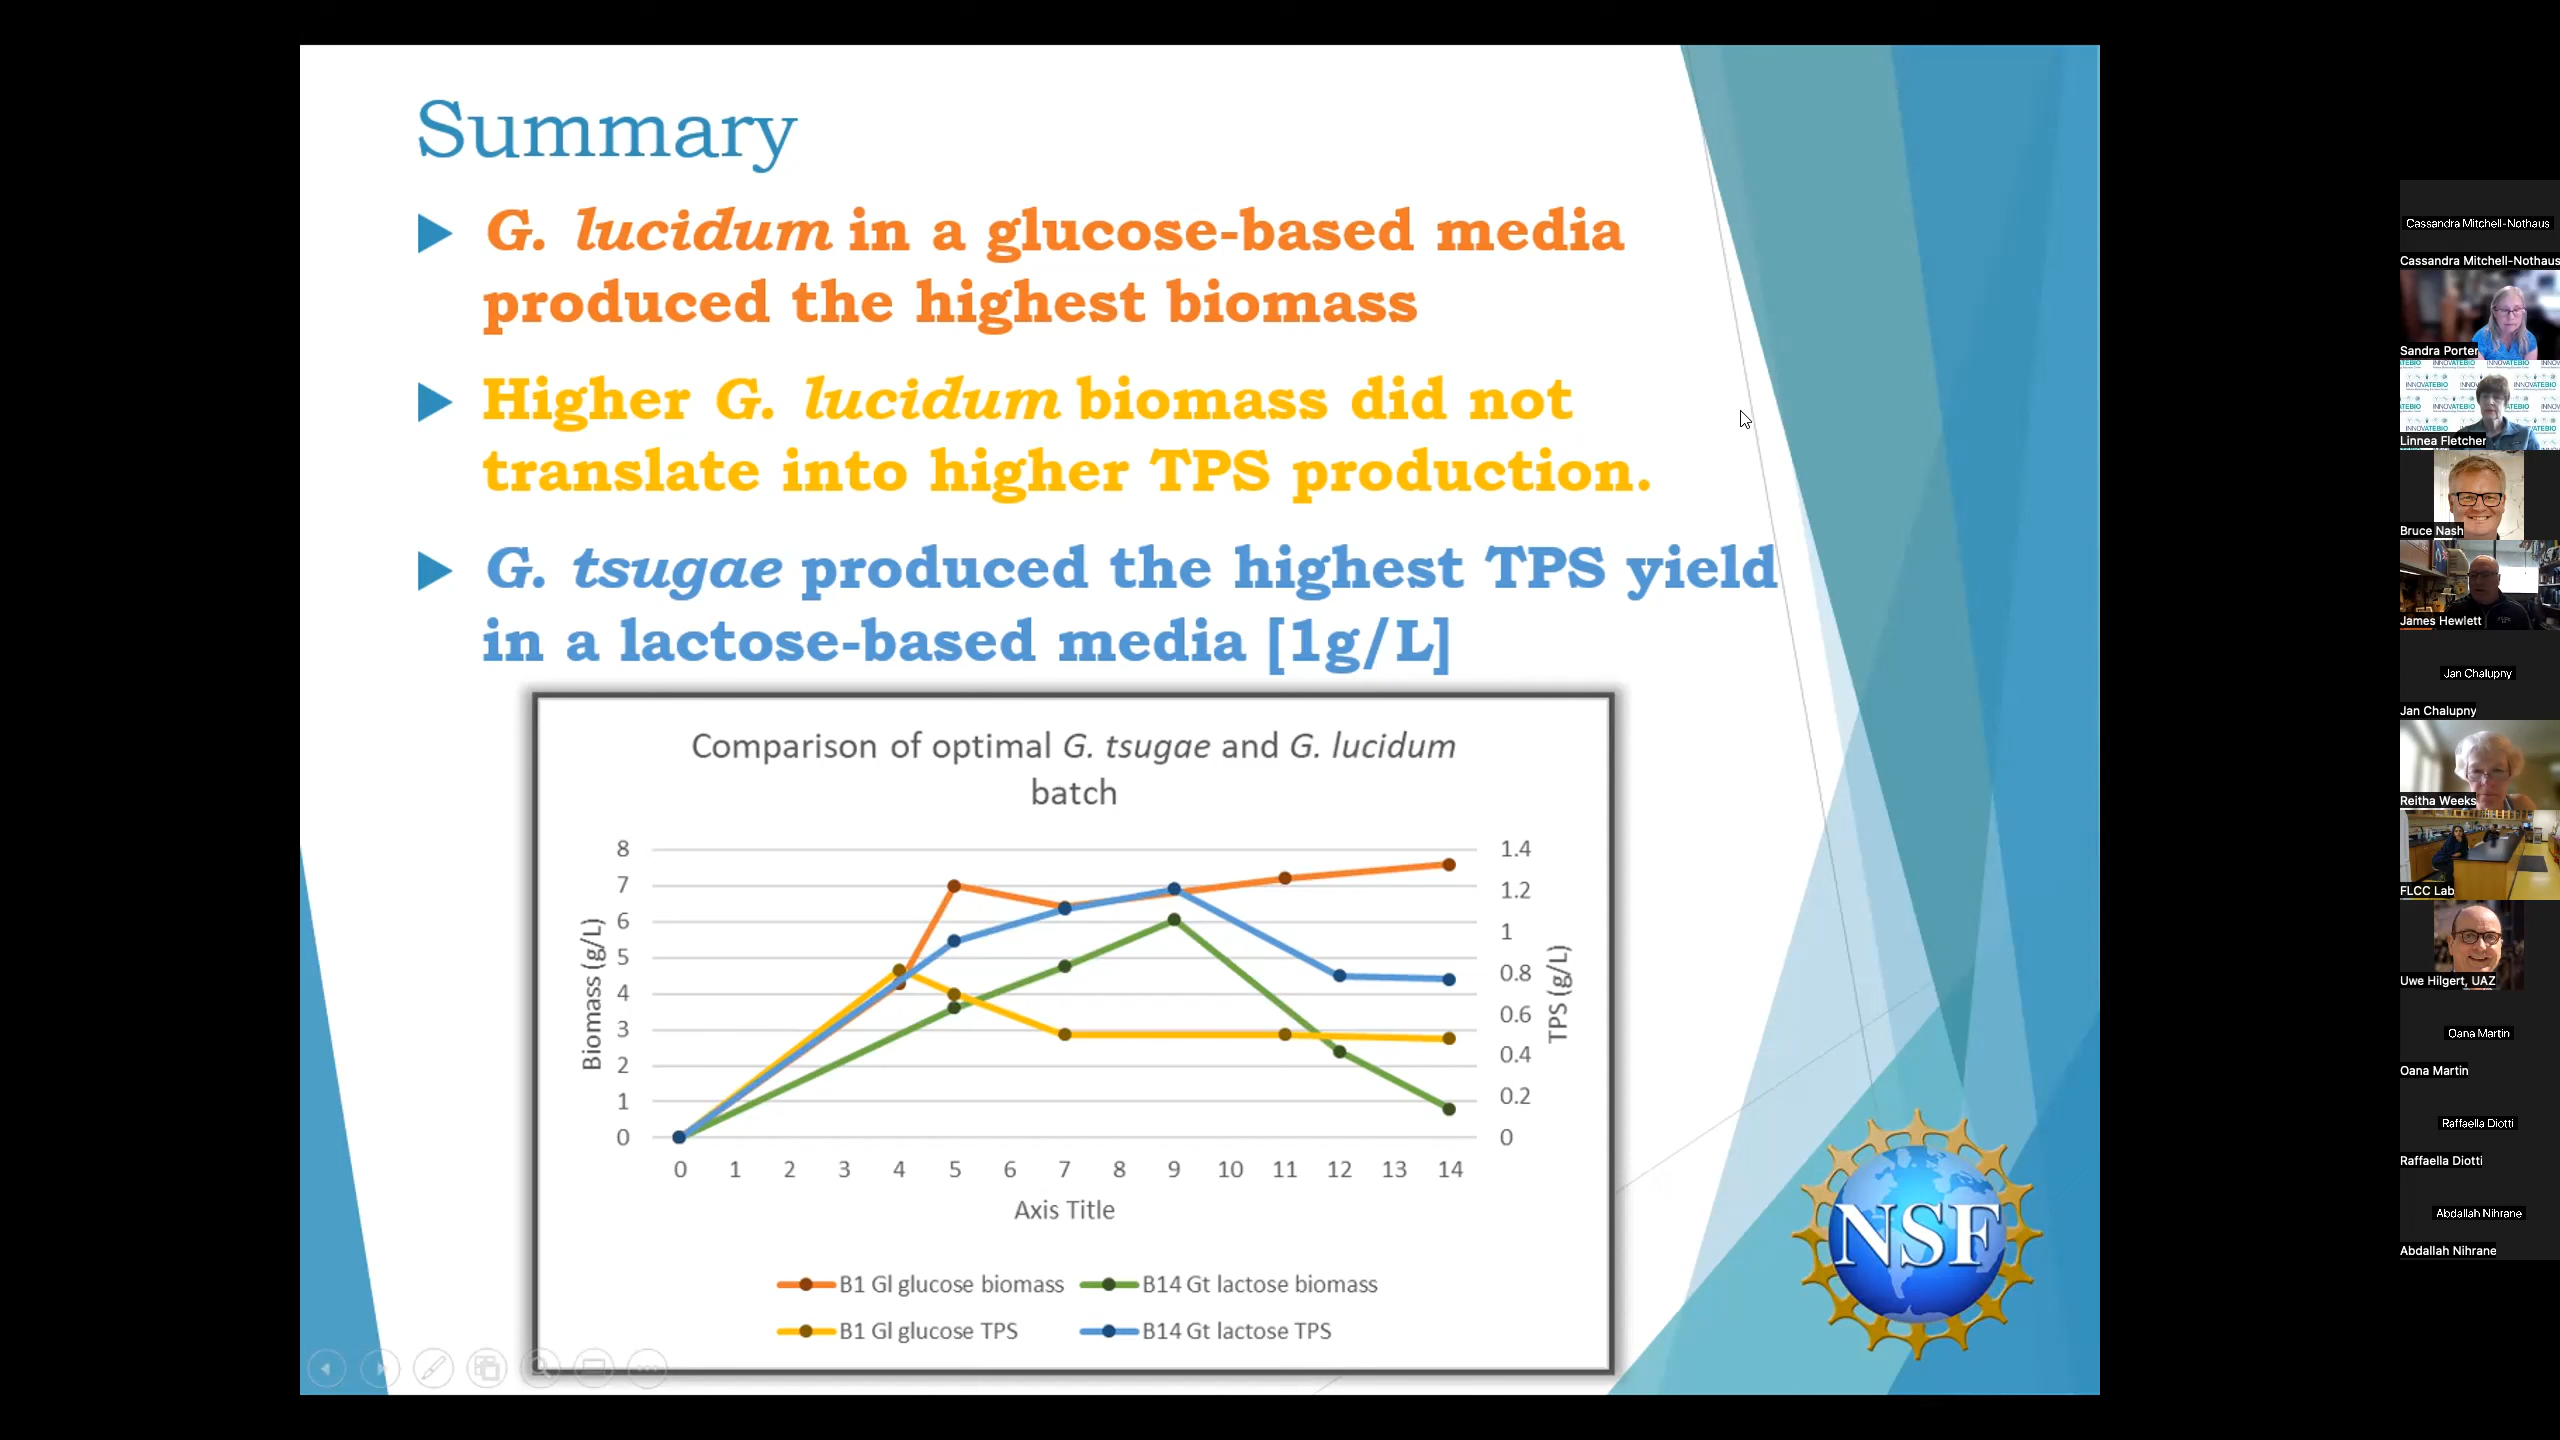 Summary
G. lucidum in a glucose-based media
produced the highest biomass
Higher G. lucidum biomass did not
translate into higher TPS production.
G. tsugae produced the highest TPS yield
in a lactose-based media [1g/L]
Comparison of optimal G. tsugae and G. lucidum
batch
8
7
6
5
4
3
2
1
0
Biomass (g/L)
1.4
1.2
1
0.8
0.6
0.4
0.2
0
TPS (g/L)
0 1 2 3 4 5 6 7 8 9 10 11 12 13 14
Axis Title
B1 Gl glucose biomass B14 Gt lactose biomass
B1 Gl glucose TPS B14 Gt lactose TPS
NSF
Cassandra Mitchell-Nothaus
Cassandra Mitchell-Nothaus
Sandra Porter
INNOVATEBIO
Linnea Fletcher
Bruce Nash
James Hewlett
Jan Chalupny
Jan Chalupny
Reitha Weeks
FLCC Lab
Uwe Hilgert, UAZ
Oana Martin
Oana Martin
Raffaella Diotti
Raffaella Diotti
Abdallah Nihrane
Abdallah Nihrane